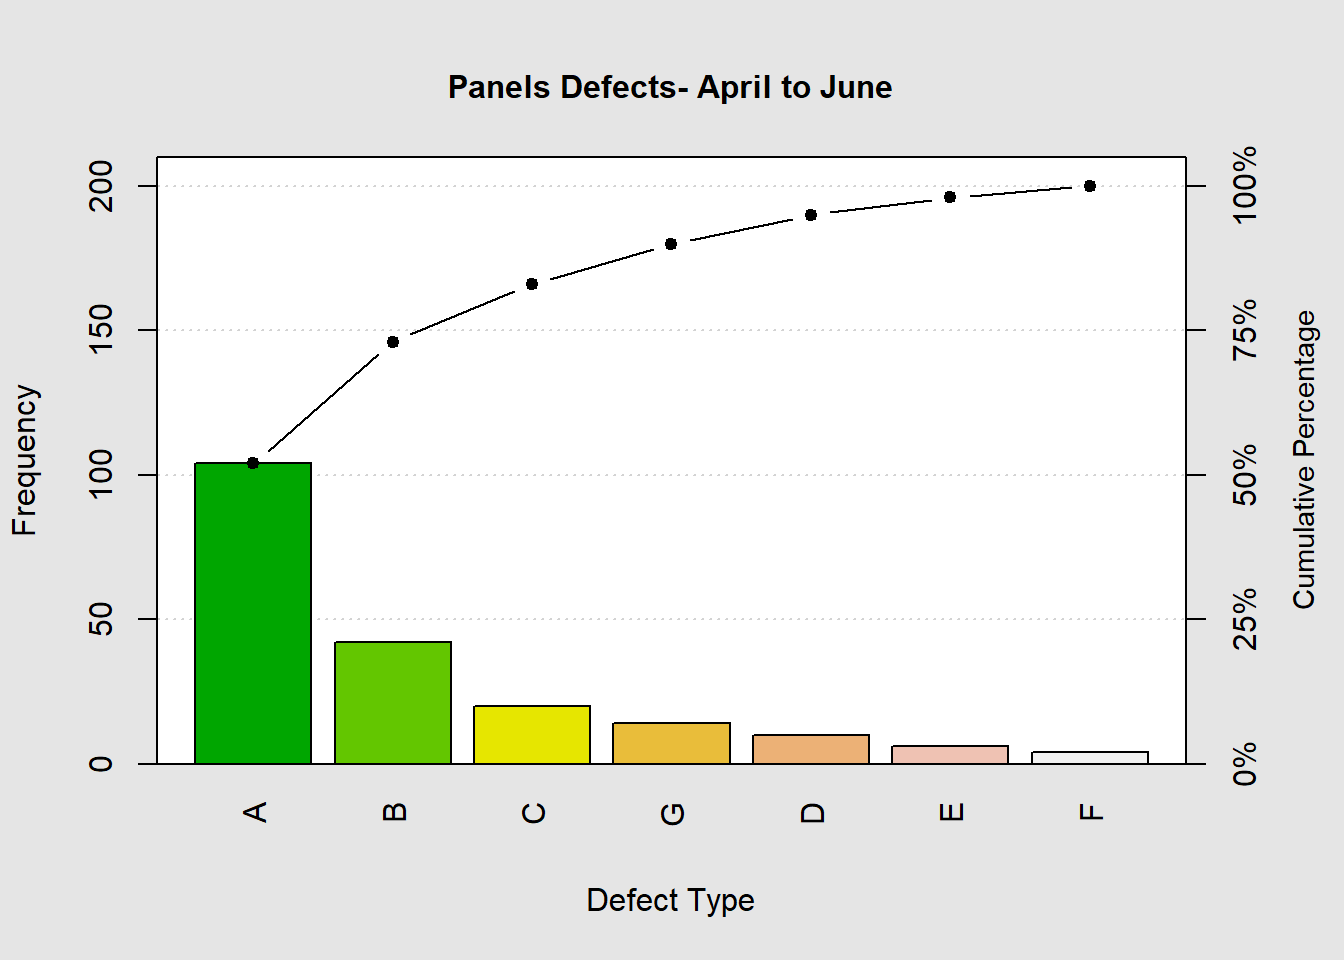 Panels Defects- April to June
Frequency
200
150
100
50
0
100%
75%
50%
25%
0%
Cumulative Percentage
A B C G D E F
Defect Type